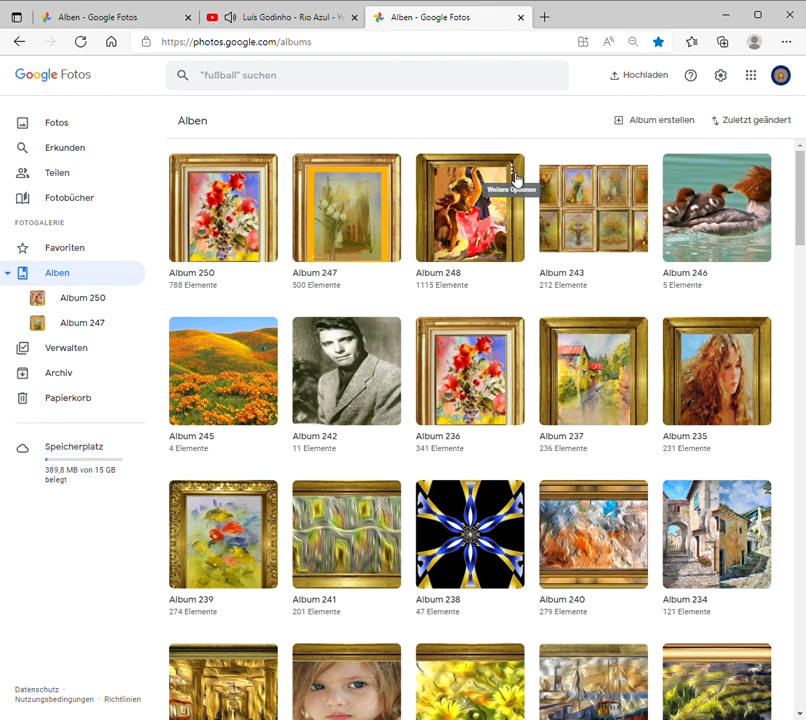 Alben - Google Fotos
Luís Godinho - Rio Azul - Yo
Alben - Google Fotos
https://photos.google.com/albums
Google Fotos
"fußball" suchen
Hochladen
Fotos
Erkunden
Teilen
Fotobücher
FOTOGALERIE
Favoriten
Alben
Album 250
Album 247
Verwalten
Archiv
Papierkorb
Speicherplatz
389,8 MB von 15 GB
belegt
Datenschutz ·
Nutzungsbedingungen · Richtlinien
Alben
Album erstellen
Zuletzt geändert
Weitere Optionen
Album 250
788 Elemente
Album 247
500 Elemente
Album 248
1115 Elemente
Album 243
212 Elemente
Album 246
5 Elemente
Album 245
4 Elemente
Album 242
11 Elemente
Album 236
341 Elemente
Album 237
236 Elemente
Album 235
231 Elemente
Album 239
274 Elemente
Album 241
201 Elemente
Album 238
47 Elemente
Album 240
279 Elemente
Album 234
121 Elemente